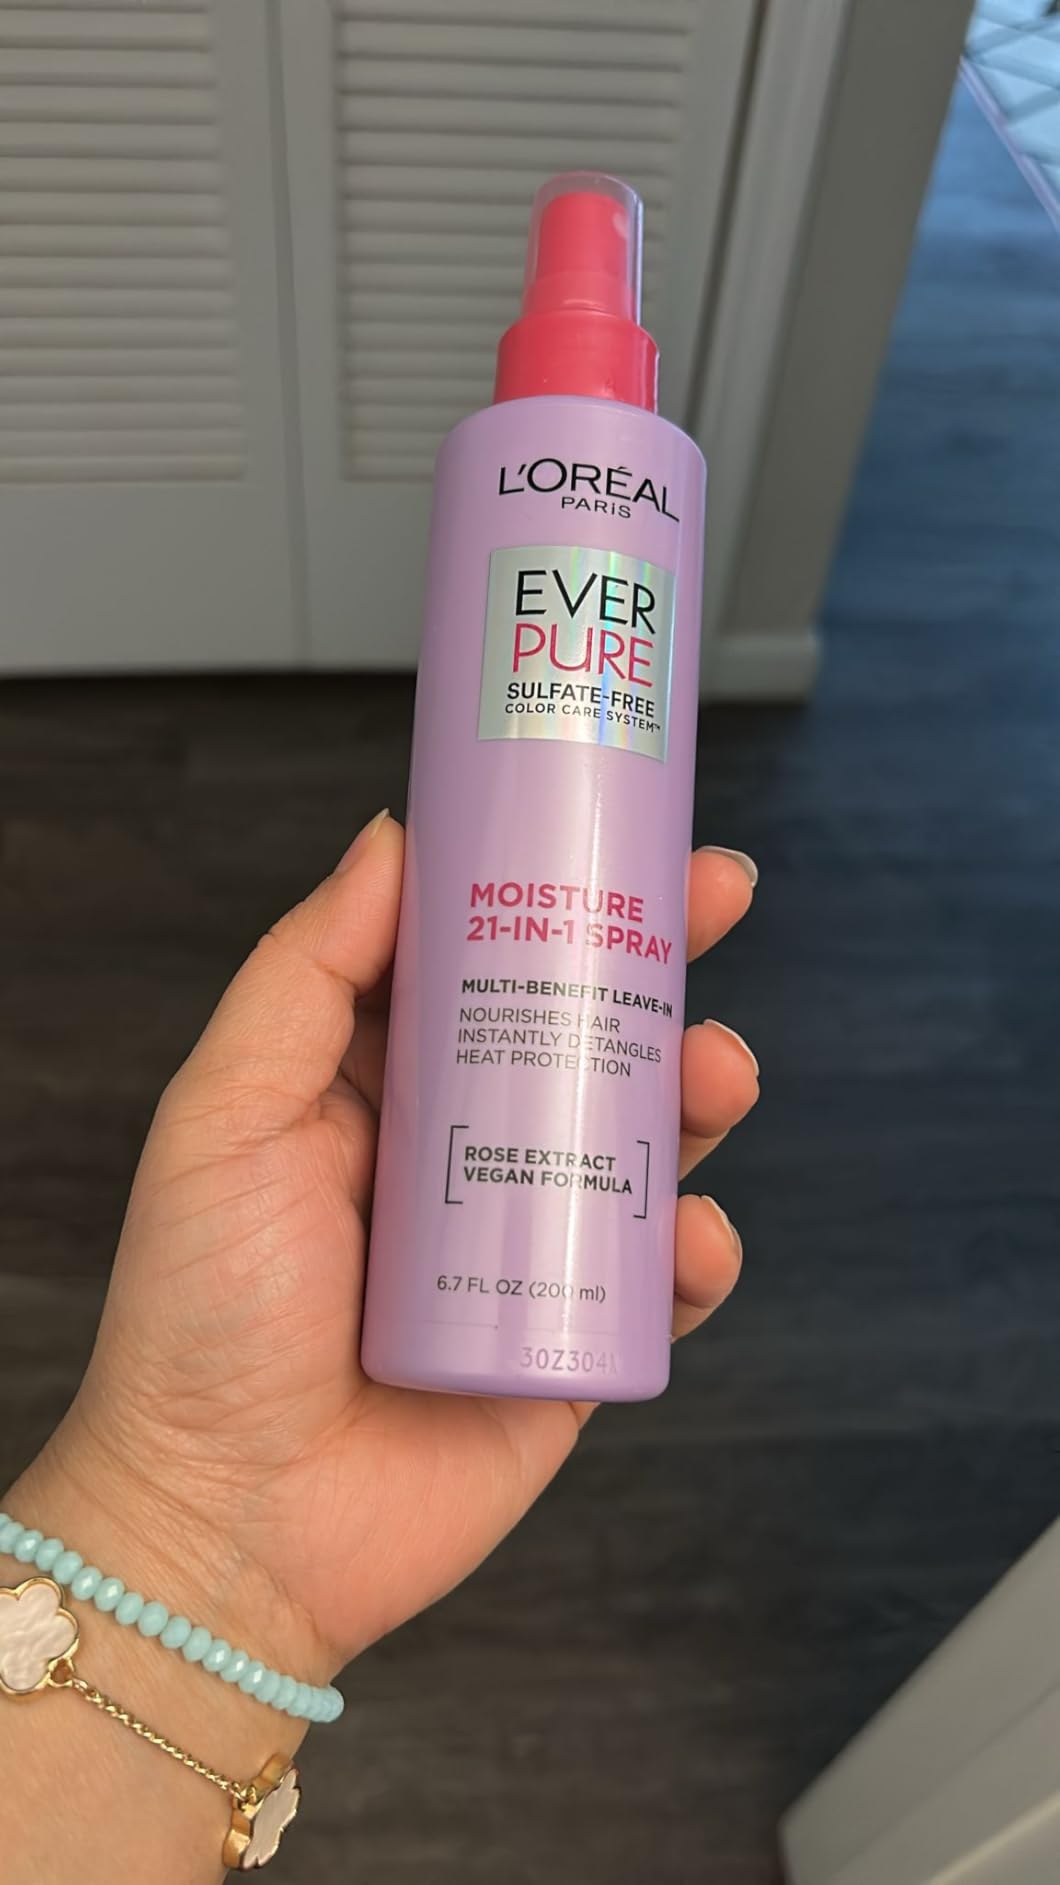 L'ORÉAL
PARiS
EVER
PURE
SULFATE-FREE
COLOR CARE SYSTEM™
MOISTURE
21-IN-1 SPRAY
MULTI-BENEFIT LEAVE-IN
NOURISHES HAIR
INSTANTLY DETANGLES
HEAT PROTECTION
ROSE EXTRACT
VEGAN FORMULA
6.7 FL OZ (200 ml)